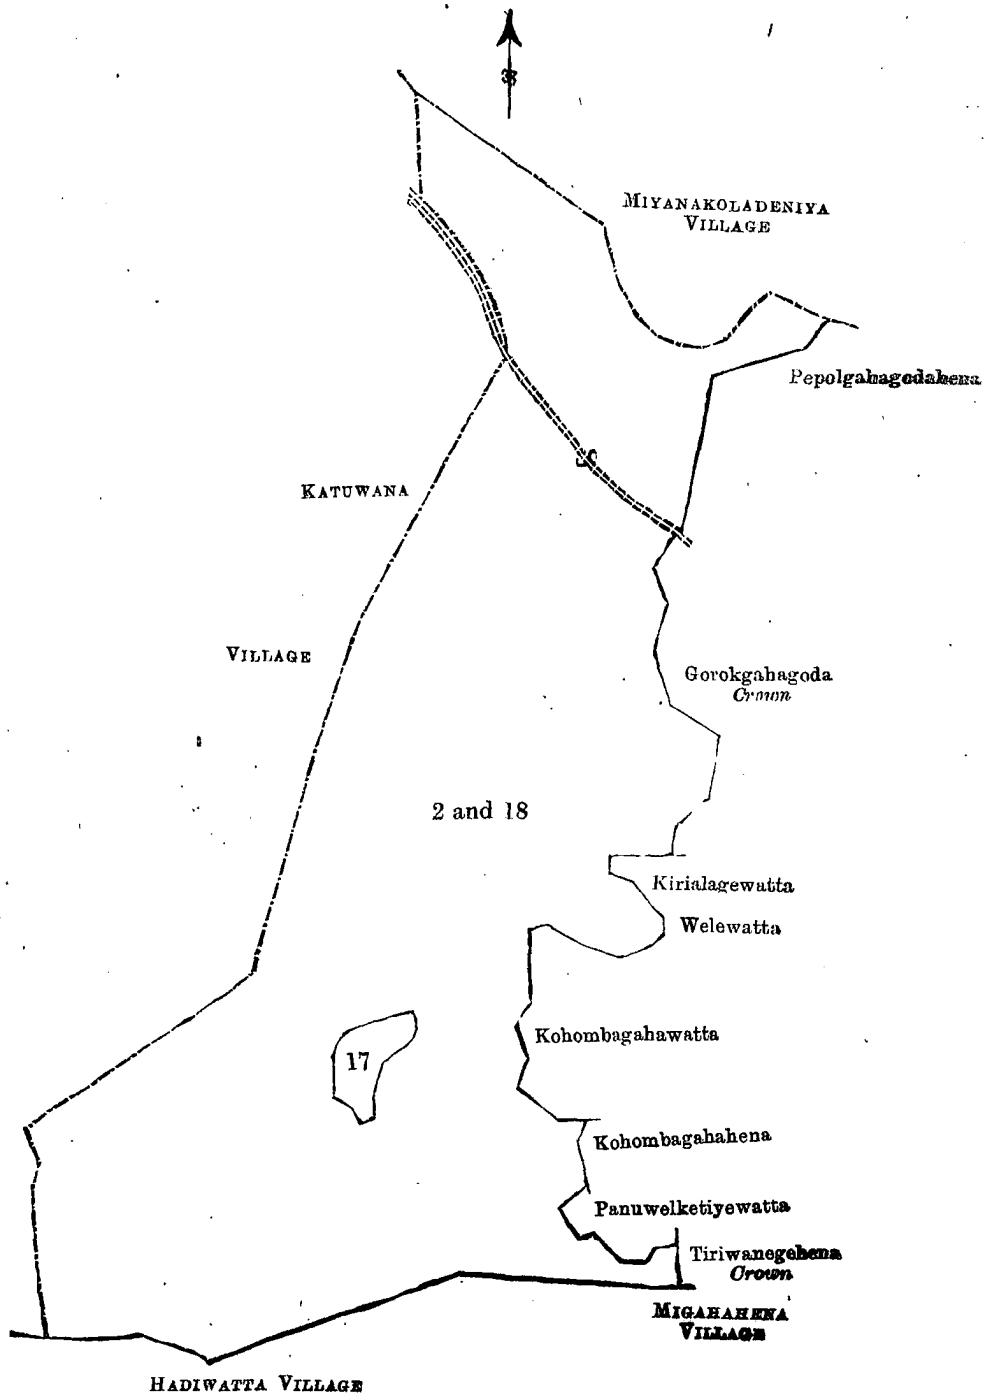 MIYANAKOLADENIYA
VILLAGE
Pepolgahagodahena
KATUWANA
VILLAGE
Gorokgahagoda
Crown
2 and 18
Kirialagewatta
Welewatta
Kohombagahawatta
17
Kohombagahahena
Panuwelketiyewatta
Tiriwanegehena
Crown
MIGAHAHENA
VILLAGE
HADIWATTA VILLAGE